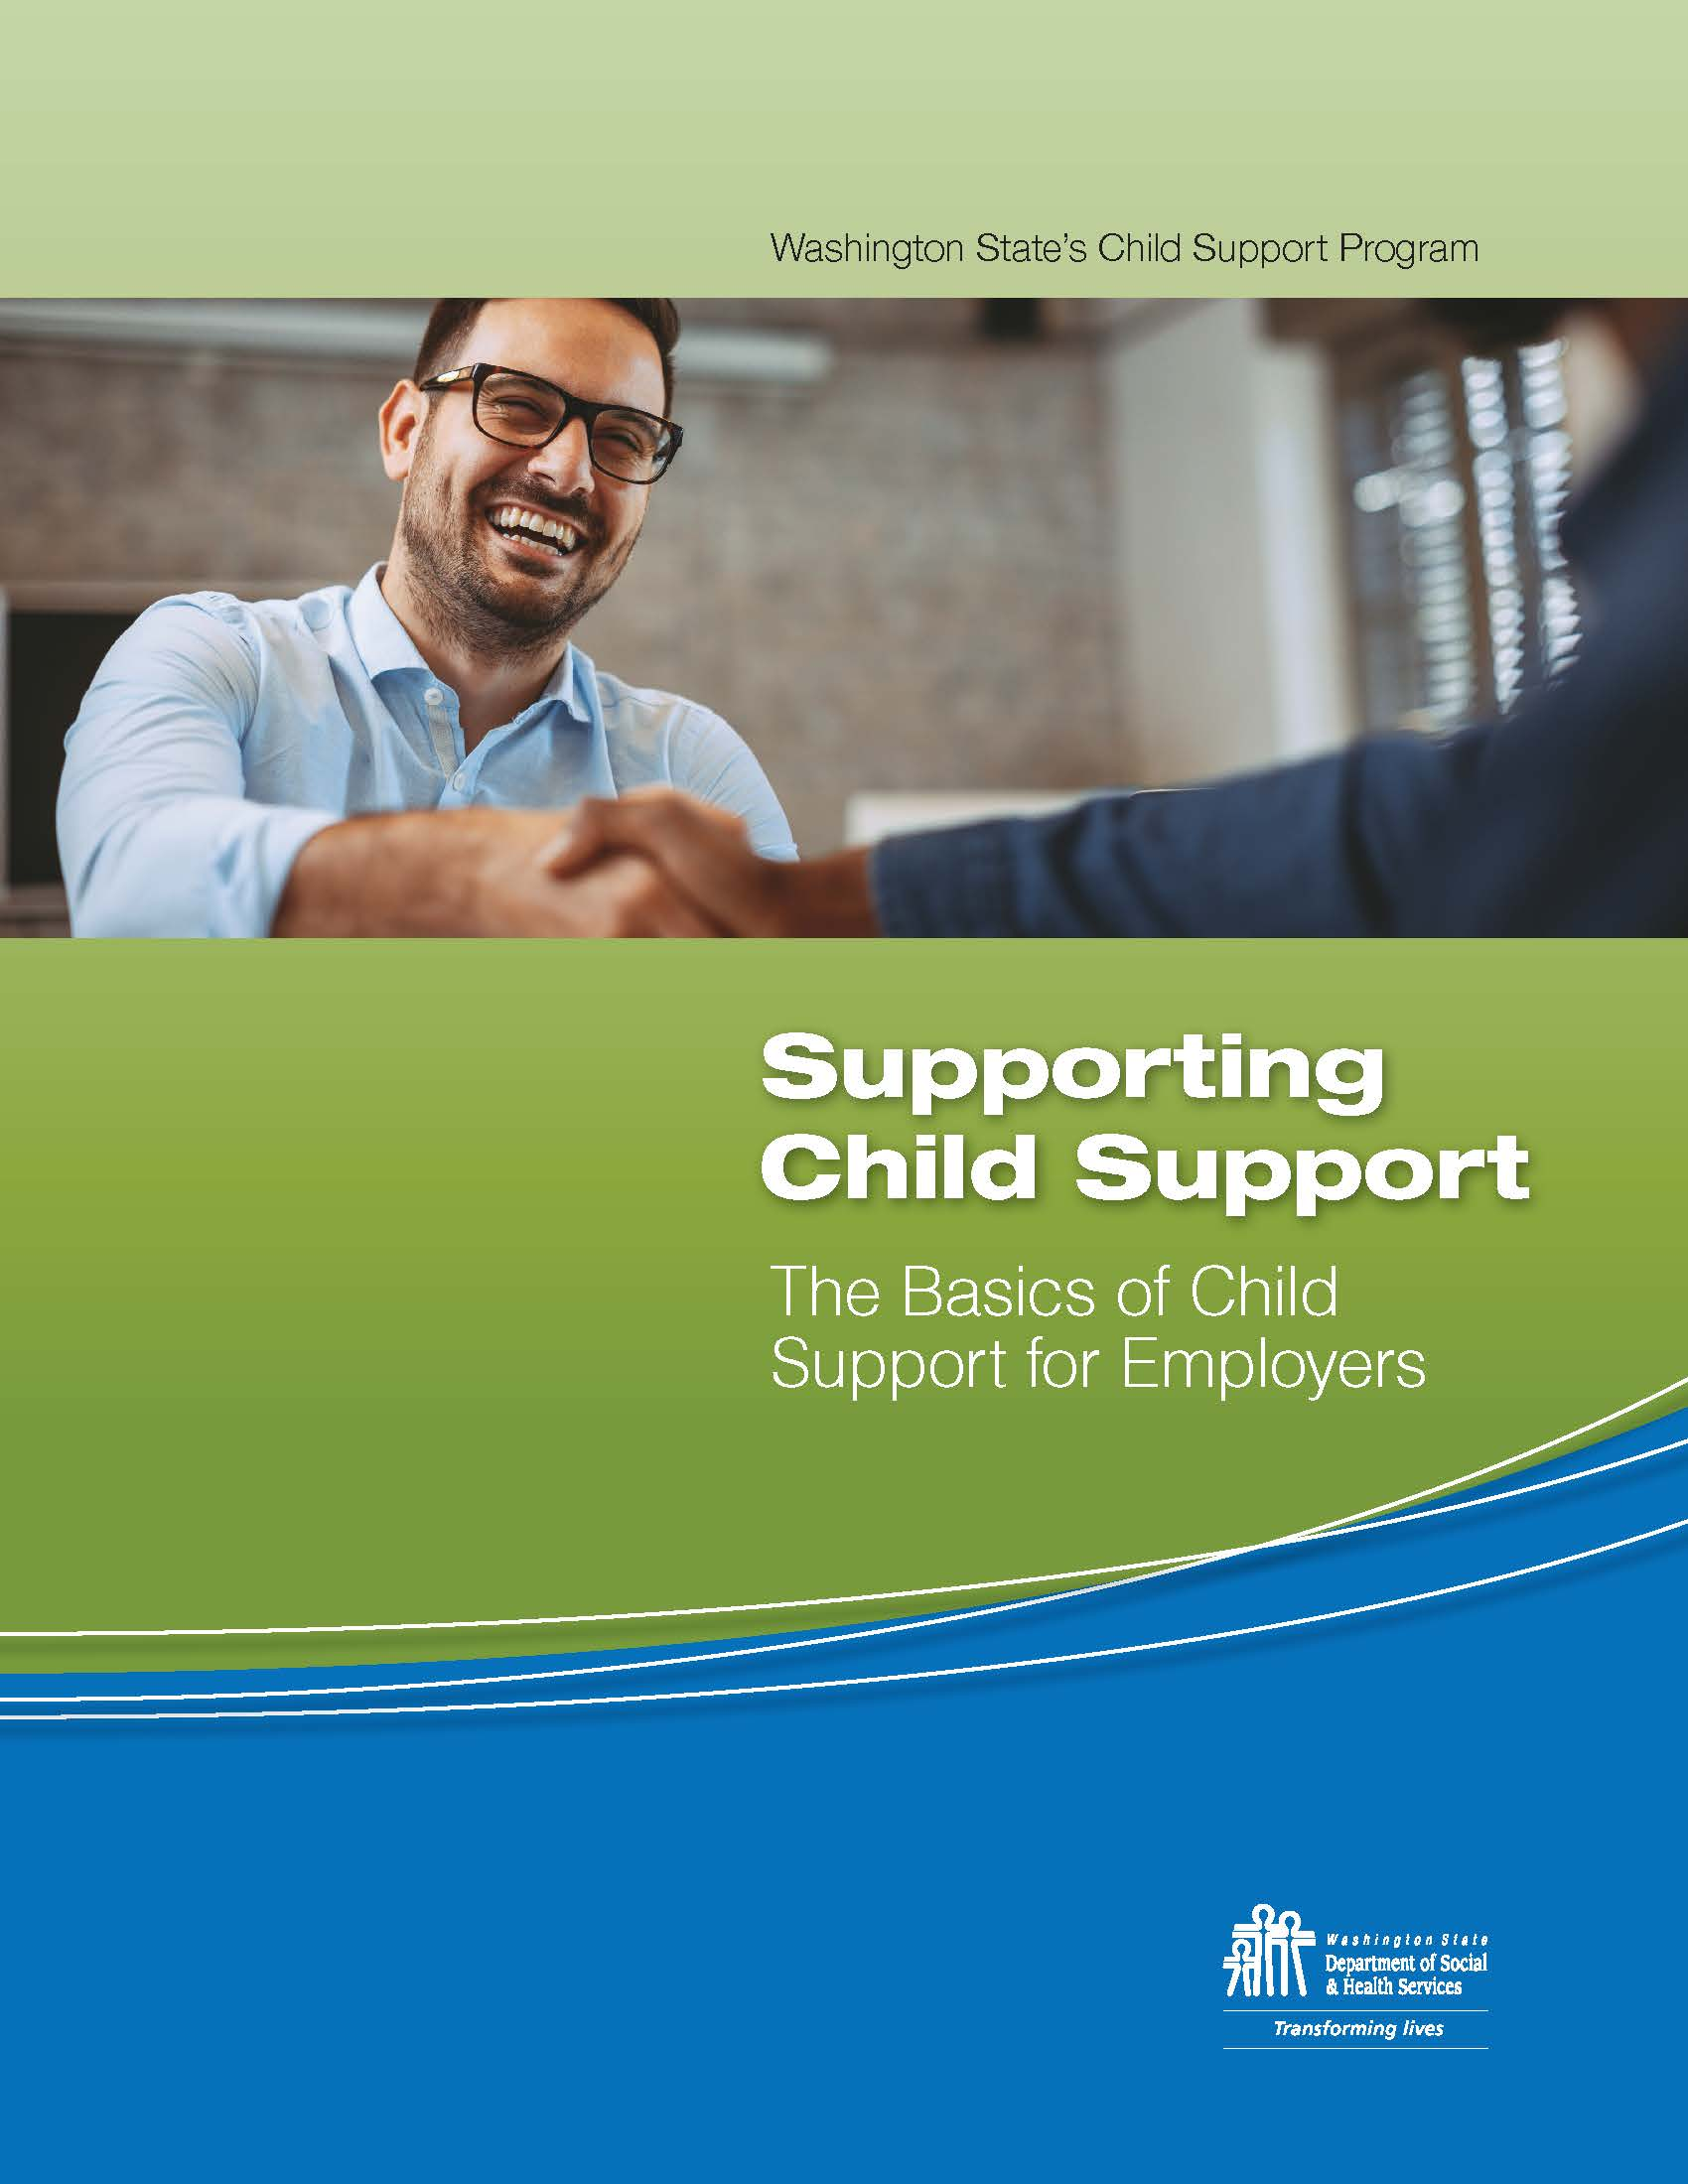 Washington State’s Child Support Program
Supporting
Child Support
The Basics of Child
Support for Employers
Washington State
Department of Social
& Health Services
Transforming lives